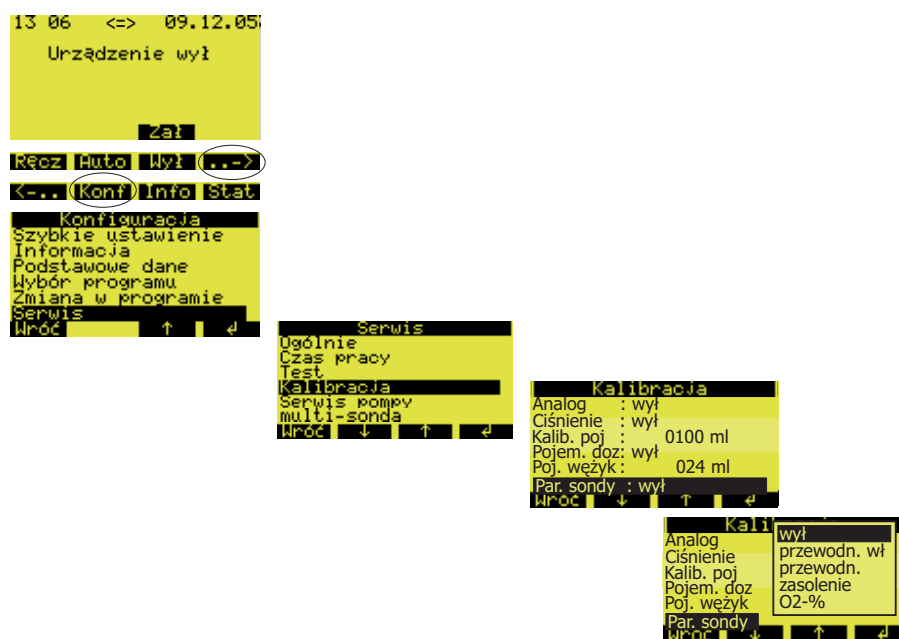 13 06 <=> 09.12.05
Urządzenie wył
Zał
Ręcz Auto Wył ..->
<-.. Konf Info Stat
Konfiguracja
Szybkie ustawienie
Informacja
Podstawowe dane
Wybór programu
Zmiana w programie
Serwis
Wróć ↑ ↵
Serwis
Ogólnie
Czas pracy
Test
Kalibracja
Serwis pompy
multi-sonda
Wróć ↓ ↑ ↵
Kalibracja
Analog : wył
Ciśnienie : wył
Kalib. poj : 0100 ml
Pojem. doz: wył
Poj. wężyk : 024 ml
Par. sondy : wył
Wróć ↓ ↑ ↵
Kali
Analog
Ciśnienie
Kalib. poj
Pojem. doz
Poj. wężyk
Par. sondy
wył
przewodn. wł
przewodn.
zasolenie
O2-%
Wróć ↓ ↑ ↵